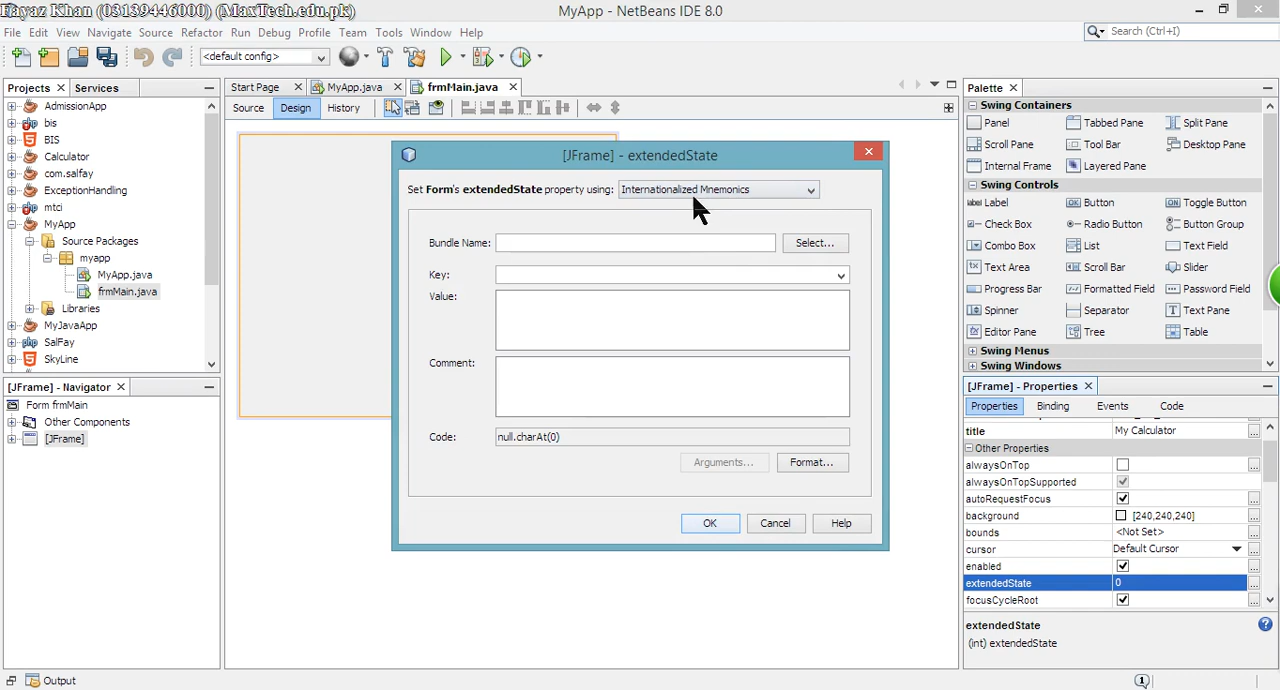 Fayaz Khan (03139446000) (MaxTech.edu.pk)
MyApp - NetBeans IDE 8.0
File Edit View Navigate Source Refactor Run Debug Profile Team Tools Window Help
Search (Ctrl+I)
<default config>
Projects Services
AdmissionApp
bis
BIS
Calculator
com.salfay
ExceptionHandling
mtci
MyApp
Source Packages
myapp
MyApp.java
frmMain.java
Libraries
MyJavaApp
SalFay
SkyLine
[JFrame] - Navigator
Form frmMain
Other Components
[JFrame]
Output
Start Page MyApp.java frmMain.java
Source Design History
[JFrame] - extendedState
Set Form's extendedState property using: Internationalized Mnemonics
Bundle Name: Select...
Key:
Value:
Comment:
Code: null.charAt(0)
Arguments... Format...
OK Cancel Help
Palette
Swing Containers
Panel Tabbed Pane Split Pane
Scroll Pane Tool Bar Desktop Pane
Internal Frame Layered Pane
Swing Controls
label Label OK Button ON Toggle Button
Check Box Radio Button Button Group
Combo Box List Text Field
Text Area Scroll Bar Slider
Progress Bar Formatted Field Password Field
Spinner Separator Text Pane
Editor Pane Tree Table
Swing Menus
Swing Windows
[JFrame] - Properties
Properties Binding Events Code
title My Calculator
Other Properties
alwaysOnTop
alwaysOnTopSupported
autoRequestFocus
background [240,240,240]
bounds <Not Set>
cursor Default Cursor
enabled
extendedState 0
focusCycleRoot
extendedState
(int) extendedState
1